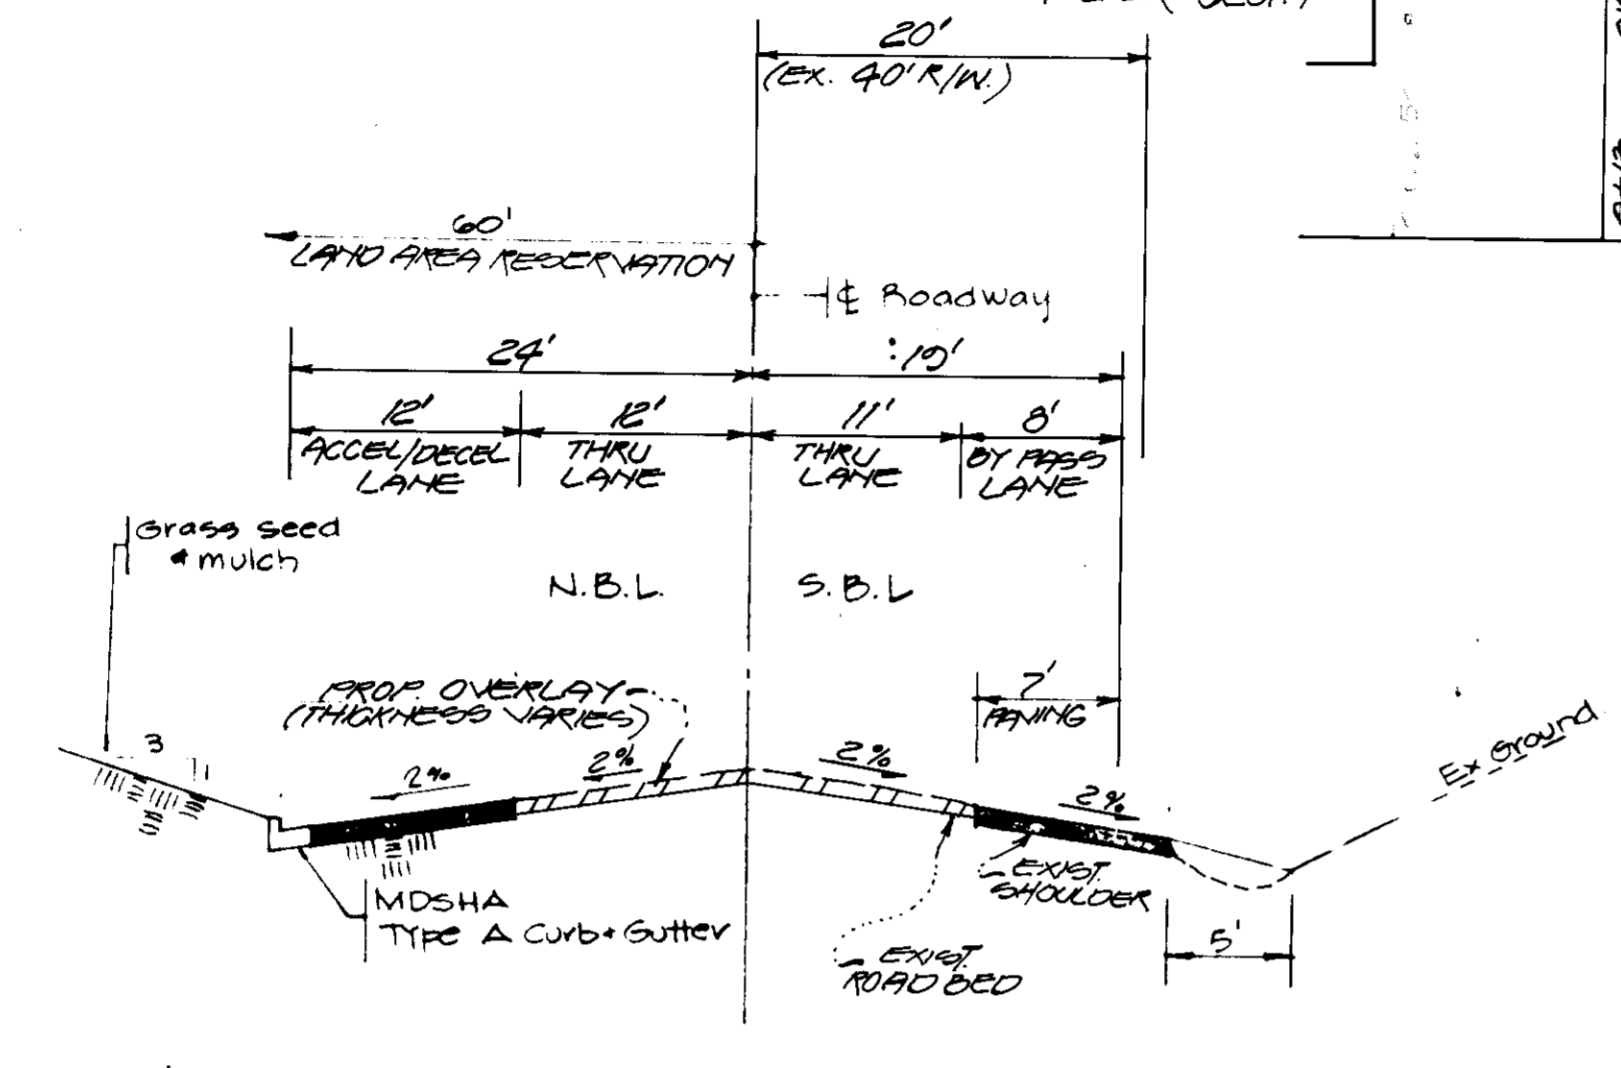 20'
(EX. 40' R/W.)
60'
LAND AREA RESERVATION
℄ Roadway
24'
19'
12'
12'
11'
8'
ACCEL/DECEL
LANE
THRU
LANE
THRU
LANE
BY PASS
LANE
Grass seed
& mulch
N.B.L.
S.B.L
PROP. OVERLAY
(THICKNESS VARIES)
7'
PAVING
3
1
2%
2%
2%
2%
Ex Ground
EXIST.
SHOULDER
MDSHA
Type A Curb & Gutter
EXIST.
ROAD BED
5'